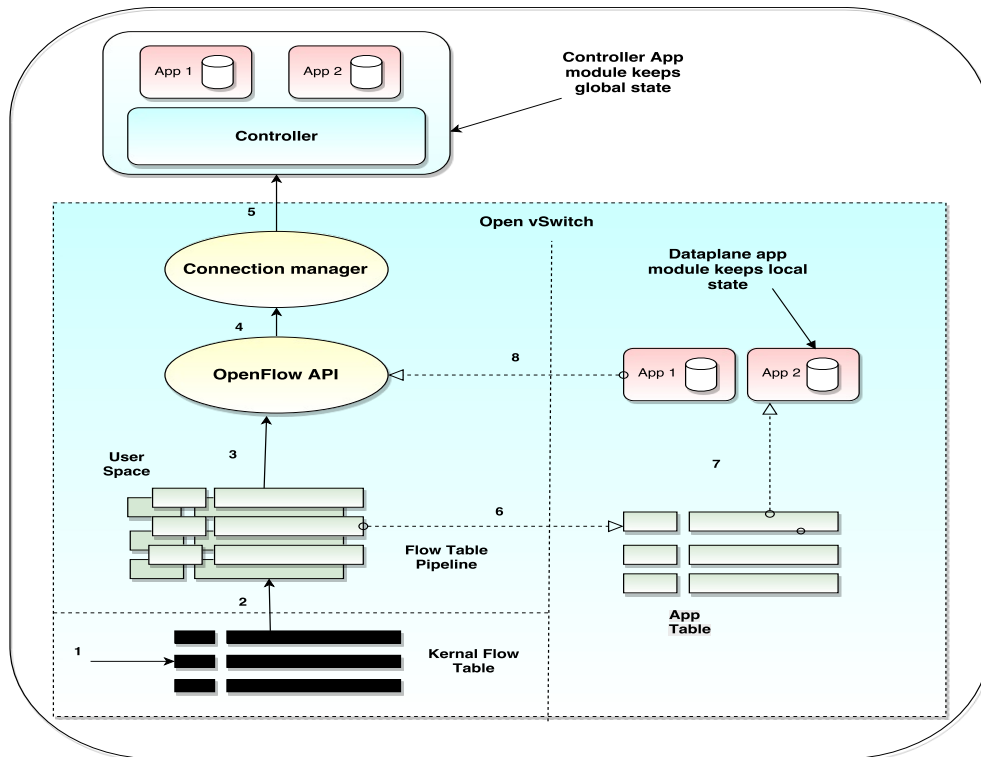 App 1
App 2
Controller App
module keeps
global state
Controller
5
Open vSwitch
Connection manager
Dataplane app
module keeps local
state
4
OpenFlow API
8
App 1
App 2
3
User
Space
7
6
Flow Table
Pipeline
2
App
Table
1
Kernal Flow
Table